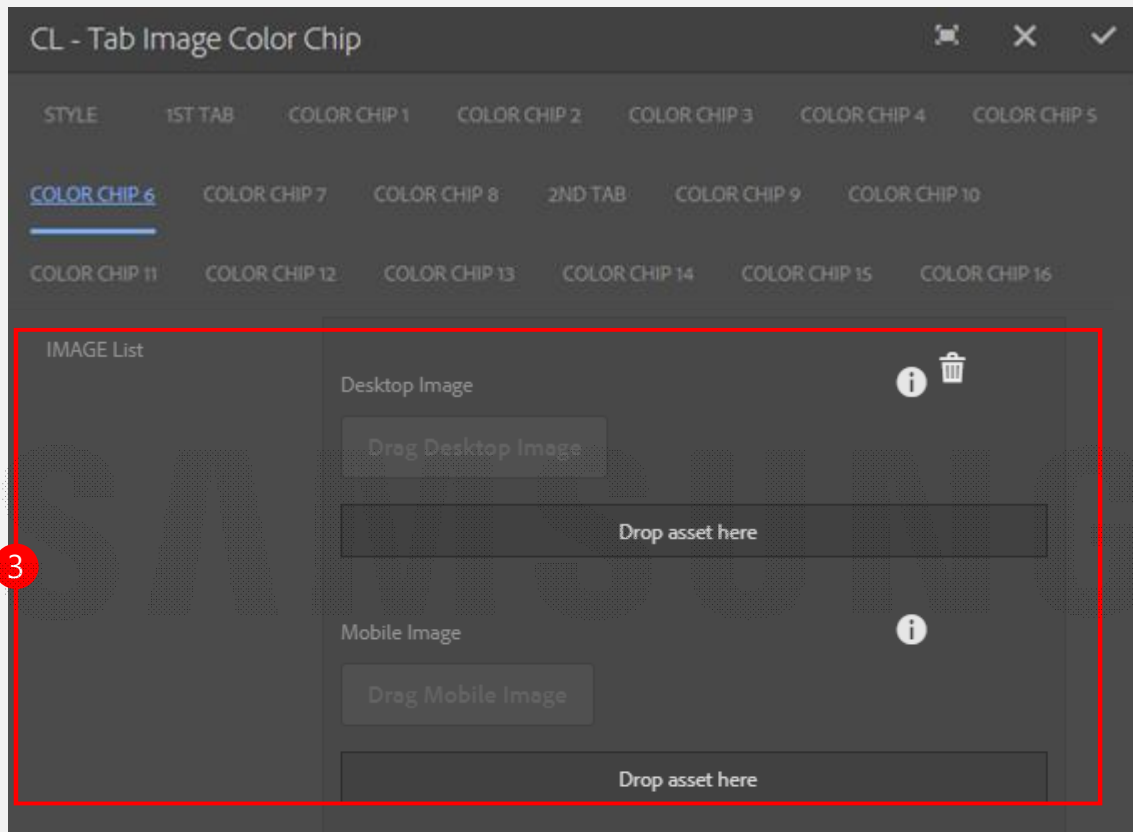 CL - Tab Image Color Chip
STYLE 1ST TAB COLOR CHIP 1 COLOR CHIP 2 COLOR CHIP 3 COLOR CHIP 4 COLOR CHIP 5
COLOR CHIP 6 COLOR CHIP 7 COLOR CHIP 8 2ND TAB COLOR CHIP 9 COLOR CHIP 10
COLOR CHIP 11 COLOR CHIP 12 COLOR CHIP 13 COLOR CHIP 14 COLOR CHIP 15 COLOR CHIP 16
IMAGE List
Desktop Image
Drag Desktop Image
SAMSUNG
Drop asset here
3
Mobile Image
Drag Mobile Image
Drop asset here